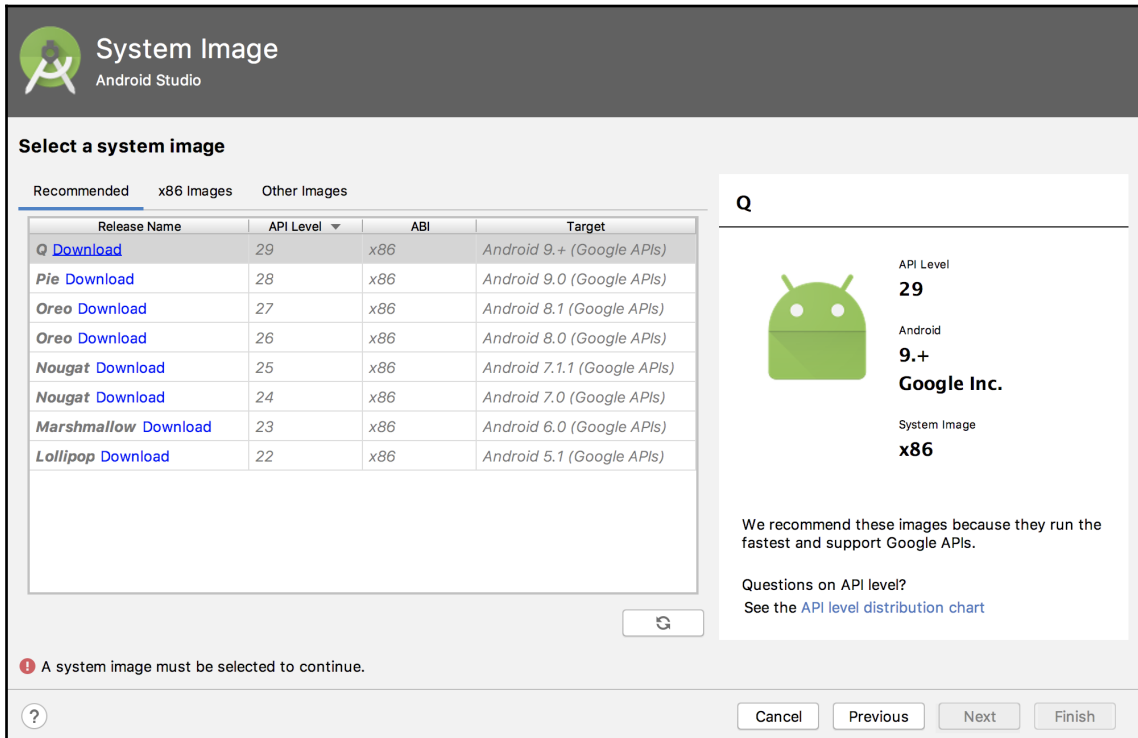 System Image
Android Studio
Select a system image
Recommended x86 Images Other Images
Release Name API Level ABI Target
Q Download 29 x86 Android 9.+ (Google APIs)
Pie Download 28 x86 Android 9.0 (Google APIs)
Oreo Download 27 x86 Android 8.1 (Google APIs)
Oreo Download 26 x86 Android 8.0 (Google APIs)
Nougat Download 25 x86 Android 7.1.1 (Google APIs)
Nougat Download 24 x86 Android 7.0 (Google APIs)
Marshmallow Download 23 x86 Android 6.0 (Google APIs)
Lollipop Download 22 x86 Android 5.1 (Google APIs)
Q
API Level
29
Android
9.+
Google Inc.
System Image
x86
We recommend these images because they run the
fastest and support Google APIs.
Questions on API level?
See the API level distribution chart
A system image must be selected to continue.
? Cancel Previous Next Finish